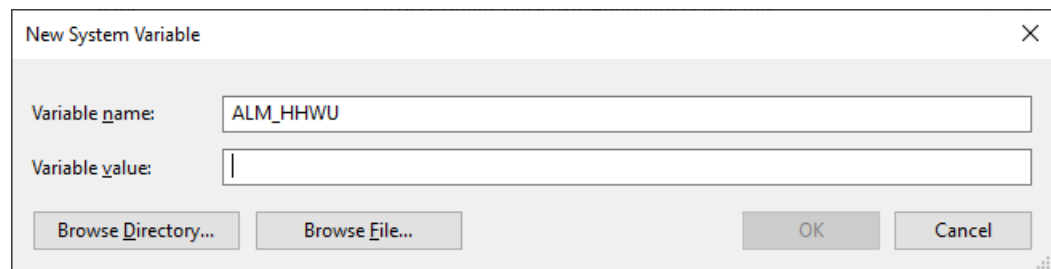 New System Variable
Variable name: ALM_HHWU
Variable value:
Browse Directory... Browse File... OK Cancel